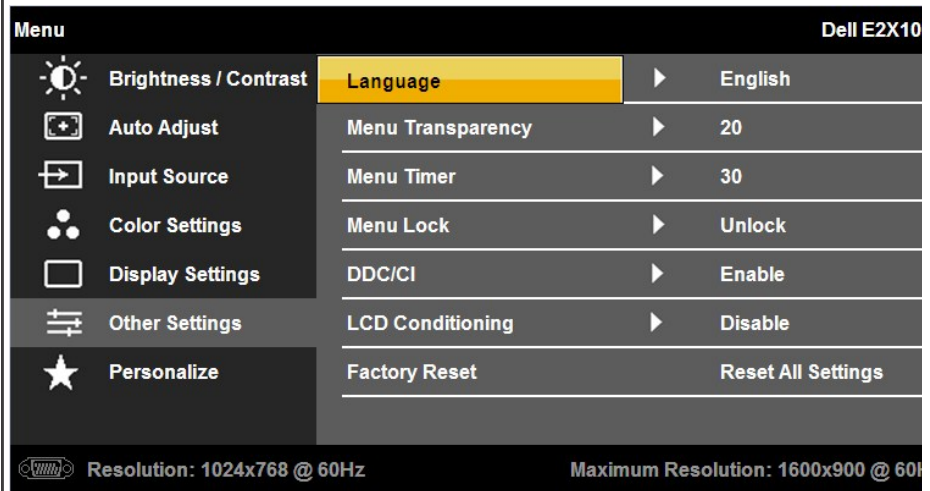 Menu Dell E2X10
Brightness / Contrast Language English
Auto Adjust Menu Transparency 20
Input Source Menu Timer 30
Color Settings Menu Lock Unlock
Display Settings DDC/CI Enable
Other Settings LCD Conditioning Disable
Personalize Factory Reset Reset All Settings
Resolution: 1024x768 @ 60Hz Maximum Resolution: 1600x900 @ 60H